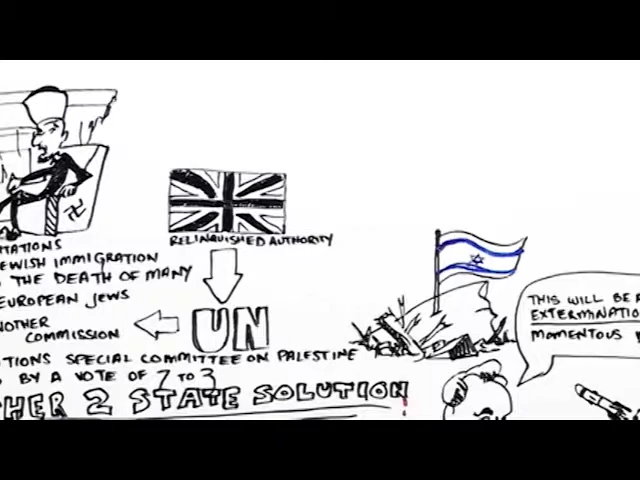 TATIONS
EWISH IMMIGRATION
THE DEATH OF MANY
EUROPEAN JEWS
NOTHER
COMMISSION
RELINQUISHED AUTHORITY
UN
TIONS SPECIAL COMMITTEE ON PALESTINE
BY A VOTE OF 7 TO 3
HER 2 STATE SOLUTION!
THIS WILL BE A
EXTERMINATIO
MOMENTOUS